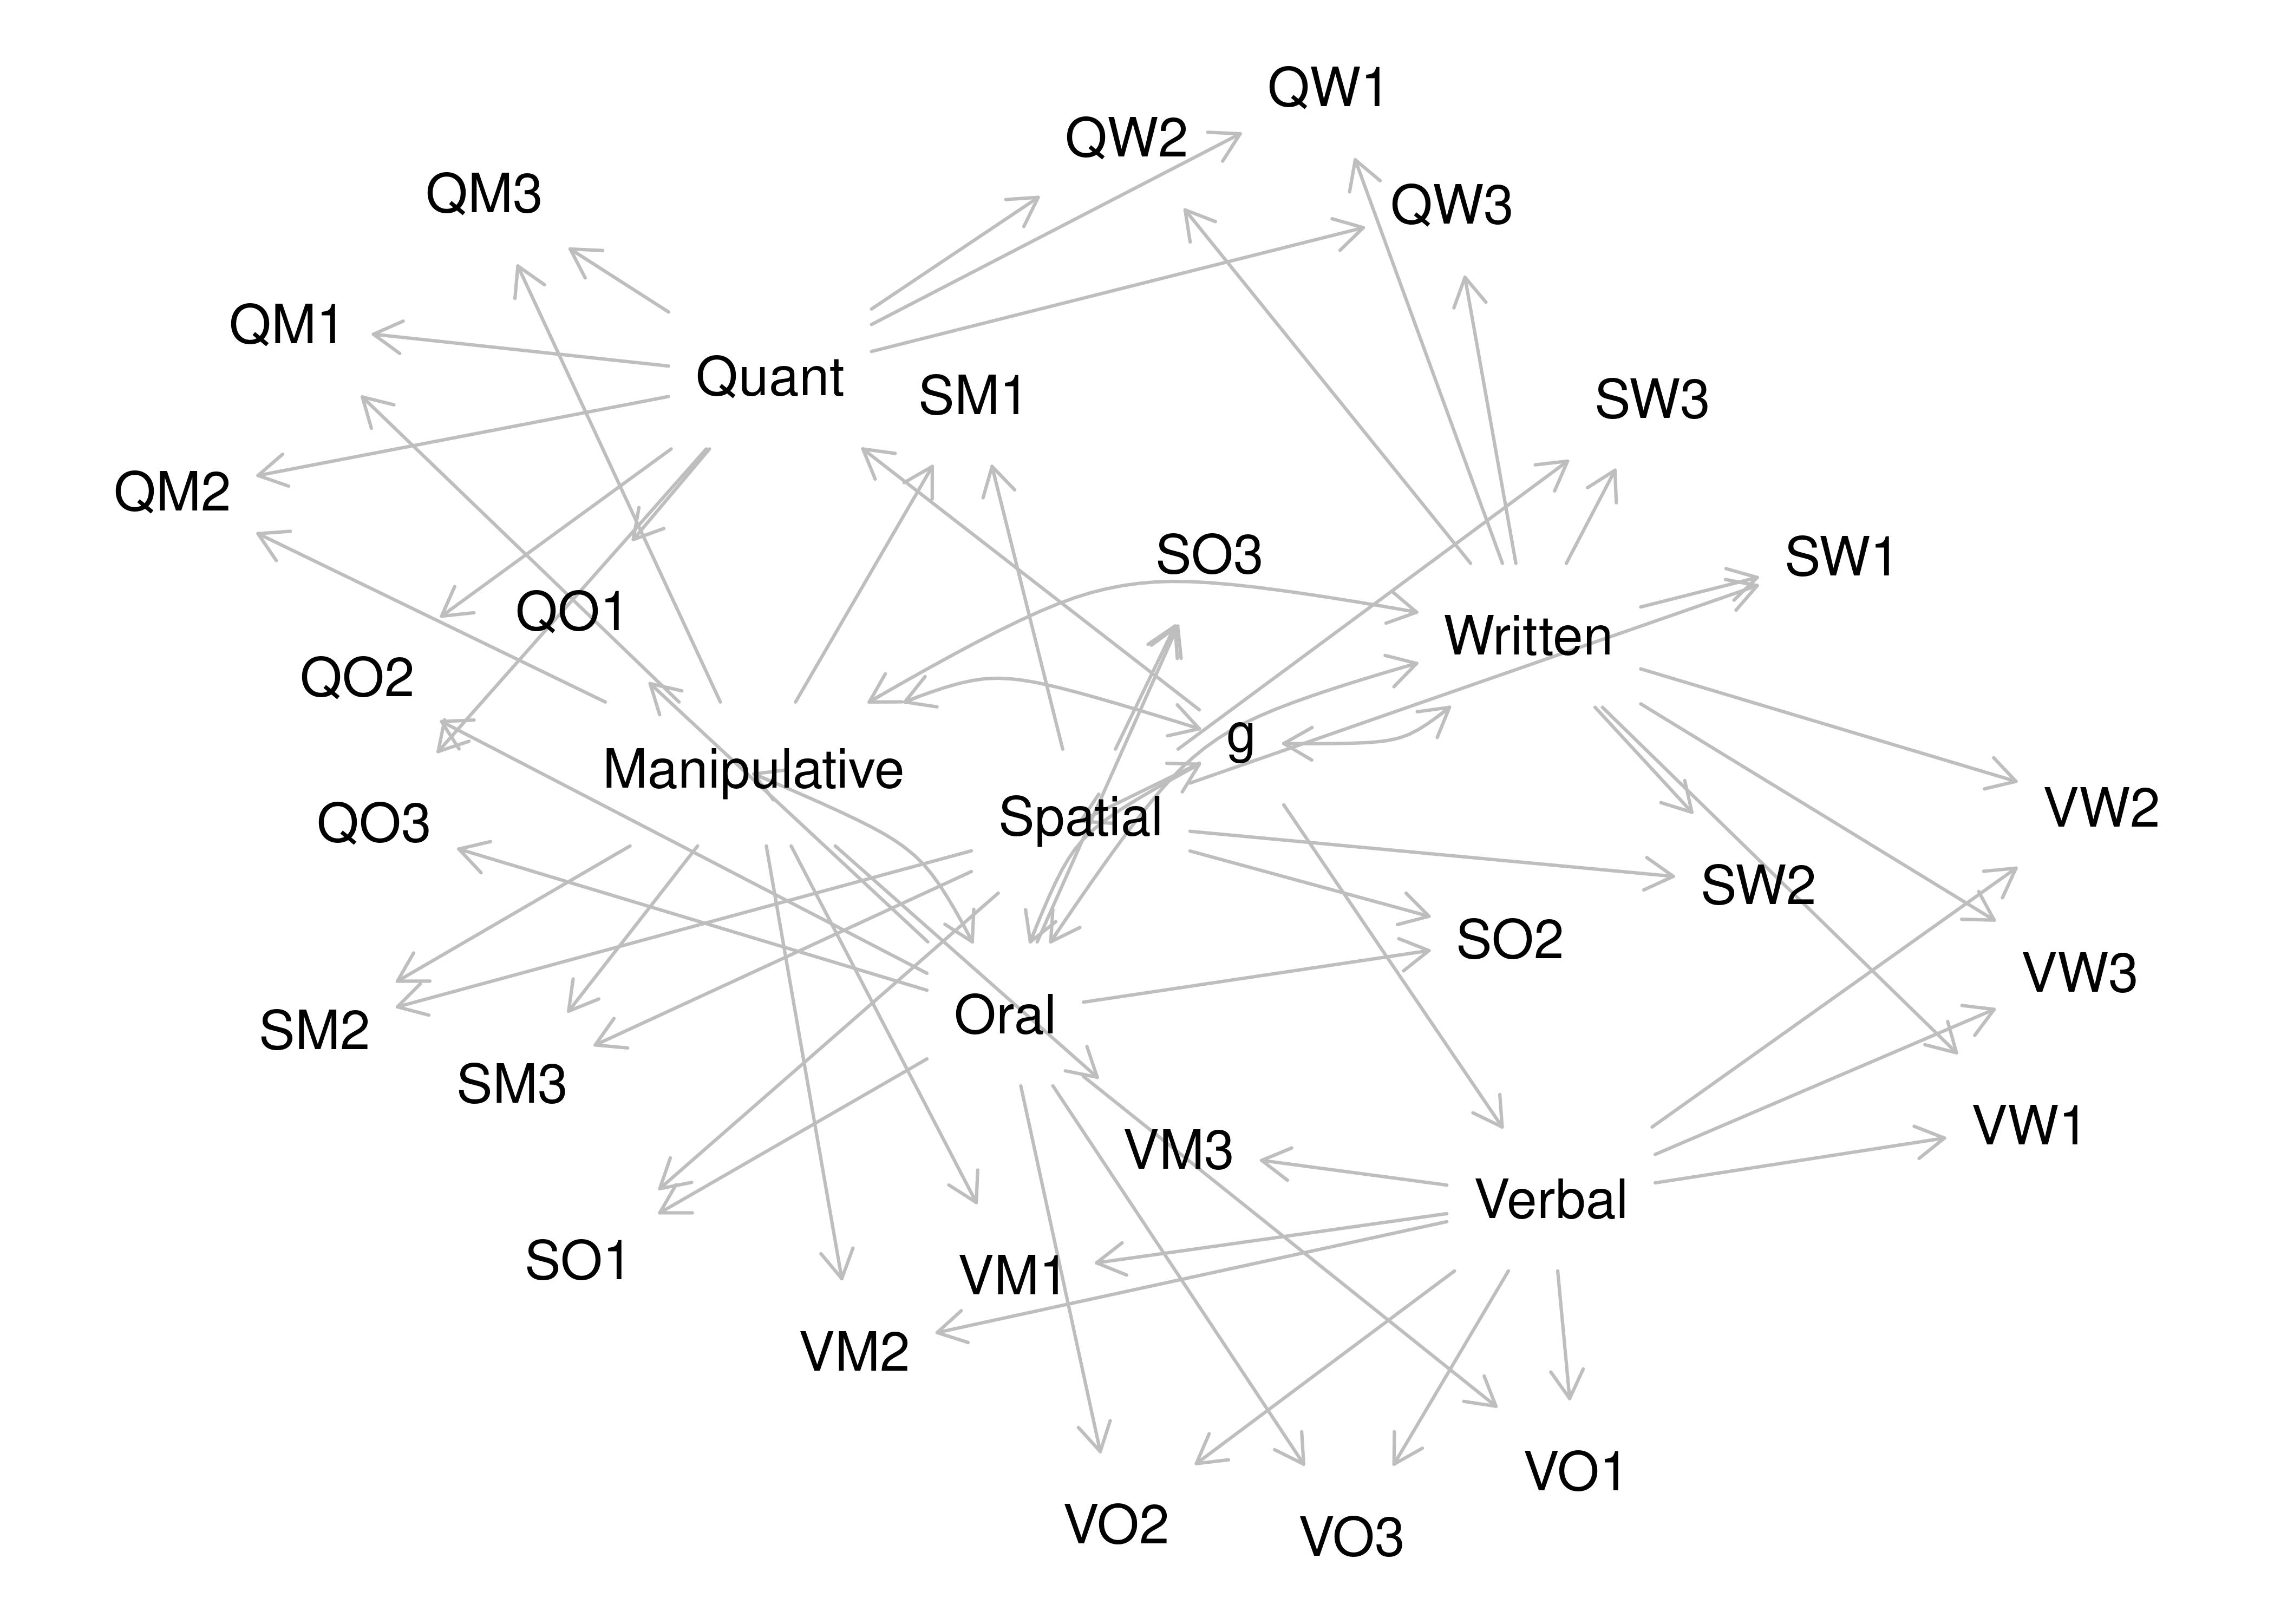 QW1
QW2
QM3
QW3
QM1
Quant
SM1
SW3
QM2
SO3
SW1
QO1
Written
QO2
g
Manipulative
VW2
Spatial
QO3
SW2
SO2
VW3
Oral
SM2
SM3
VW1
VM3
Verbal
SO1
VM1
VM2
VO1
VO2
VO3